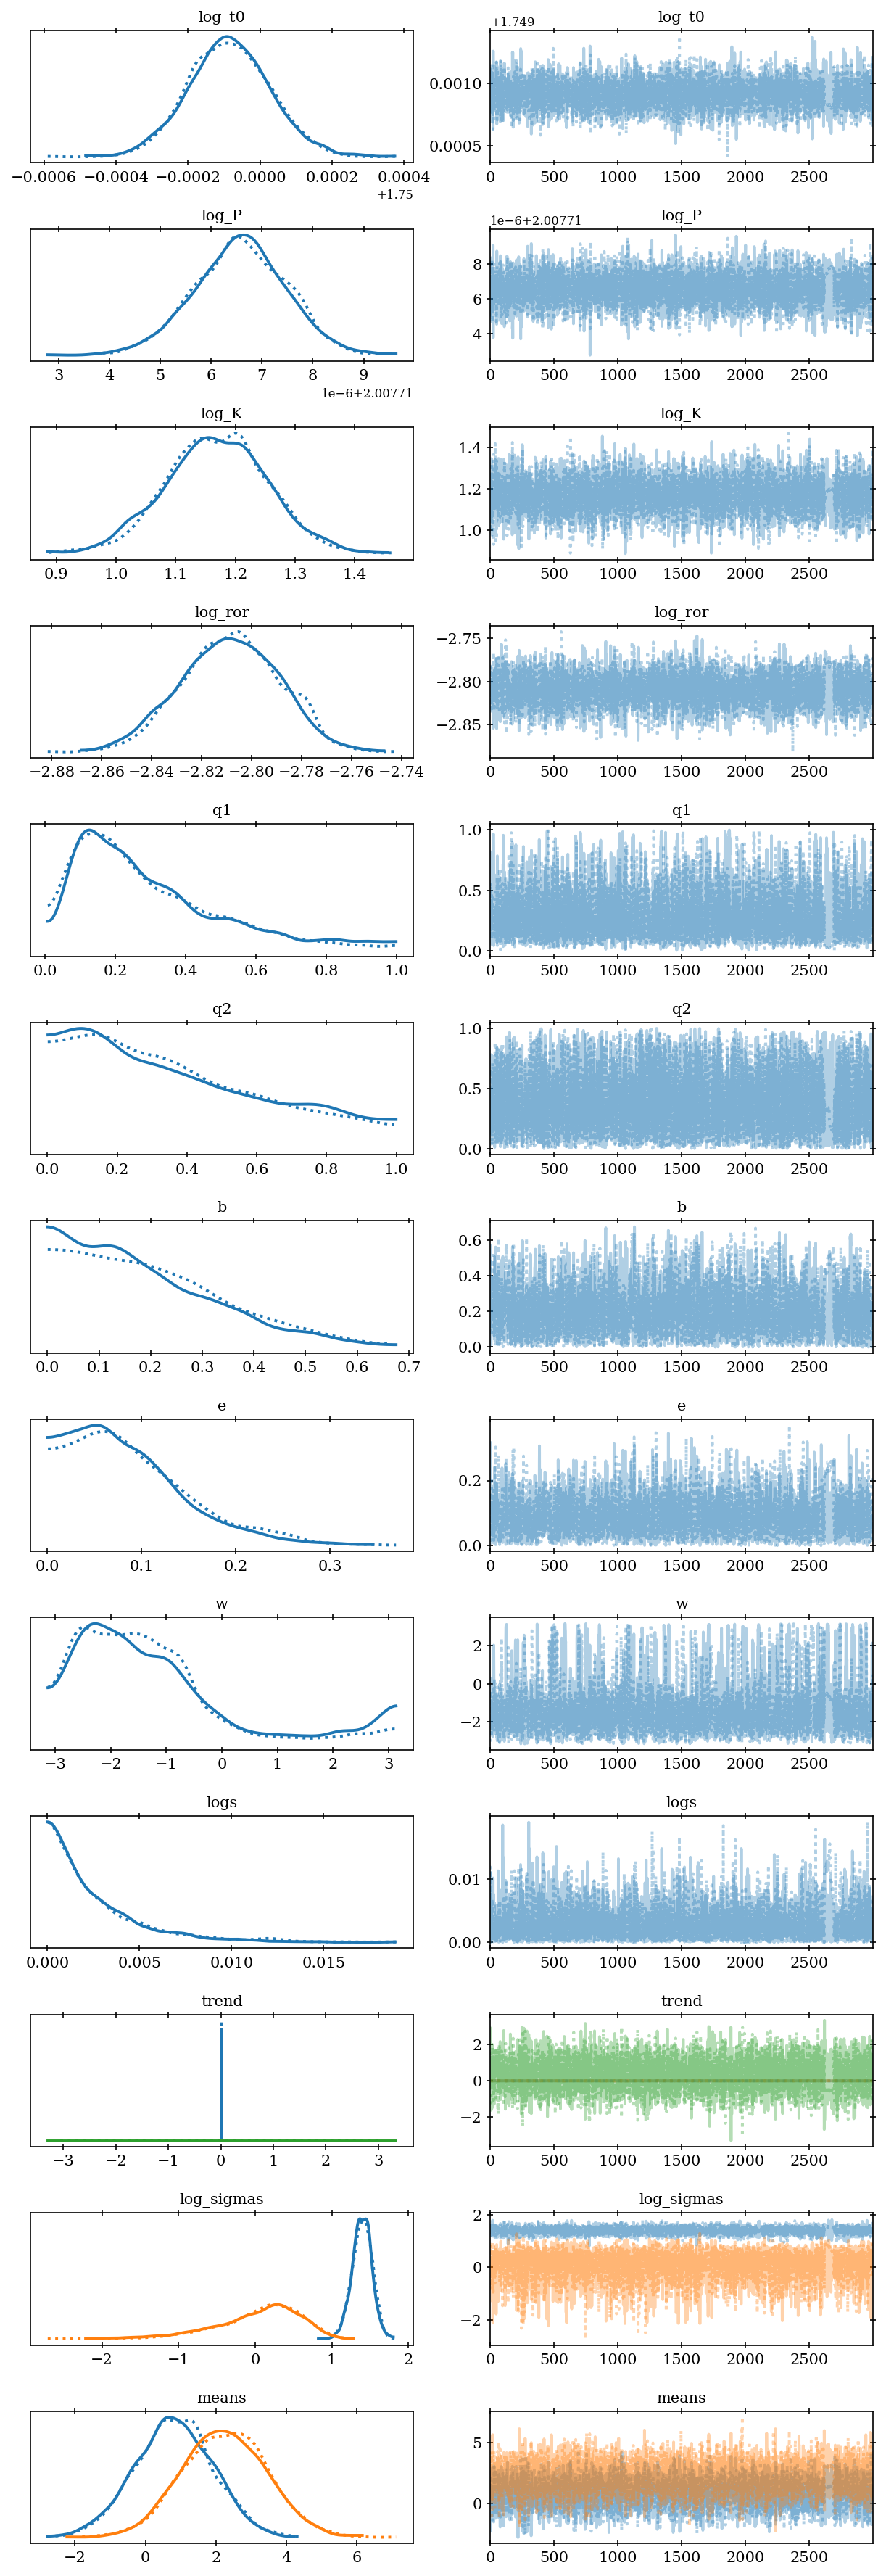 log_t0 log_t0
+1.749
0.0010
0.0005
−0.0006 −0.0004 −0.0002 0.0000 0.0002 0.0004 0 500 1000 1500 2000 2500
+1.75
log_P log_P
1e−6+2.00771
8
6
4
3 4 5 6 7 8 9 0 500 1000 1500 2000 2500
1e−6+2.00771
log_K log_K
1.4
1.2
1.0
0.9 1.0 1.1 1.2 1.3 1.4 0 500 1000 1500 2000 2500
log_ror log_ror
−2.75
−2.80
−2.85
−2.88 −2.86 −2.84 −2.82 −2.80 −2.78 −2.76 −2.74 0 500 1000 1500 2000 2500
q1 q1
1.0
0.5
0.0
0.0 0.2 0.4 0.6 0.8 1.0 0 500 1000 1500 2000 2500
q2 q2
1.0
0.5
0.0
0.0 0.2 0.4 0.6 0.8 1.0 0 500 1000 1500 2000 2500
b b
0.6
0.4
0.2
0.0
0.0 0.1 0.2 0.3 0.4 0.5 0.6 0.7 0 500 1000 1500 2000 2500
e e
0.2
0.0
0.0 0.1 0.2 0.3 0 500 1000 1500 2000 2500
w w
2
0
−2
−3 −2 −1 0 1 2 3 0 500 1000 1500 2000 2500
logs logs
0.01
0.00
0.000 0.005 0.010 0.015 0 500 1000 1500 2000 2500
trend trend
2
0
−2
−3 −2 −1 0 1 2 3 0 500 1000 1500 2000 2500
log_sigmas log_sigmas
2
0
−2
−2 −1 0 1 2 0 500 1000 1500 2000 2500
means means
5
0
−2 0 2 4 6 0 500 1000 1500 2000 2500